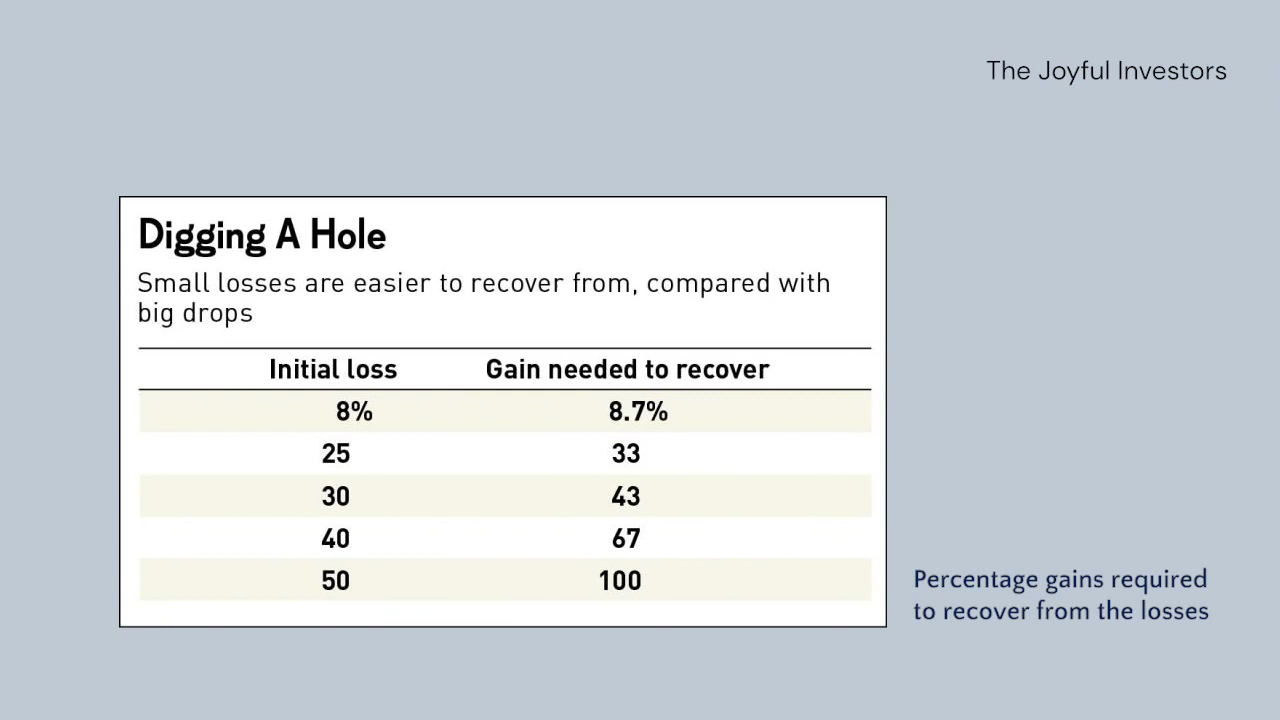 The Joyful Investors
Digging A Hole
Small losses are easier to recover from, compared with
big drops
Initial loss Gain needed to recover
8% 8.7%
25 33
30 43
40 67
50 100
Percentage gains required
to recover from the losses